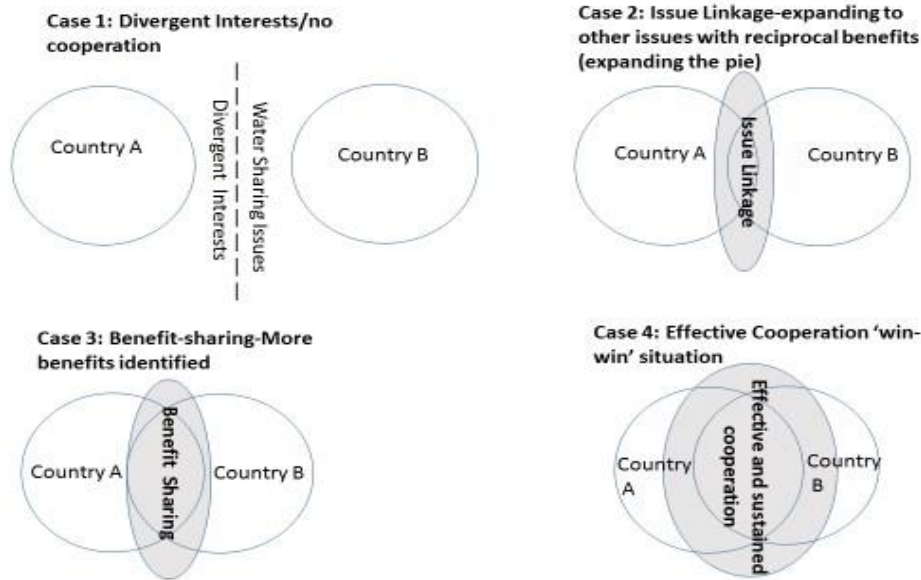 Case 1: Divergent Interests/no
cooperation
Country A
Divergent Interests
Water Sharing Issues
Country B
Case 2: Issue Linkage-expanding to
other issues with reciprocal benefits
(expanding the pie)
Country A
Issue Linkage
Country B
Case 3: Benefit-sharing-More
benefits identified
Country A
Benefit Sharing
Country B
Case 4: Effective Cooperation ‘win-
win’ situation
Country
A
Effective and sustained
cooperation
Country
B